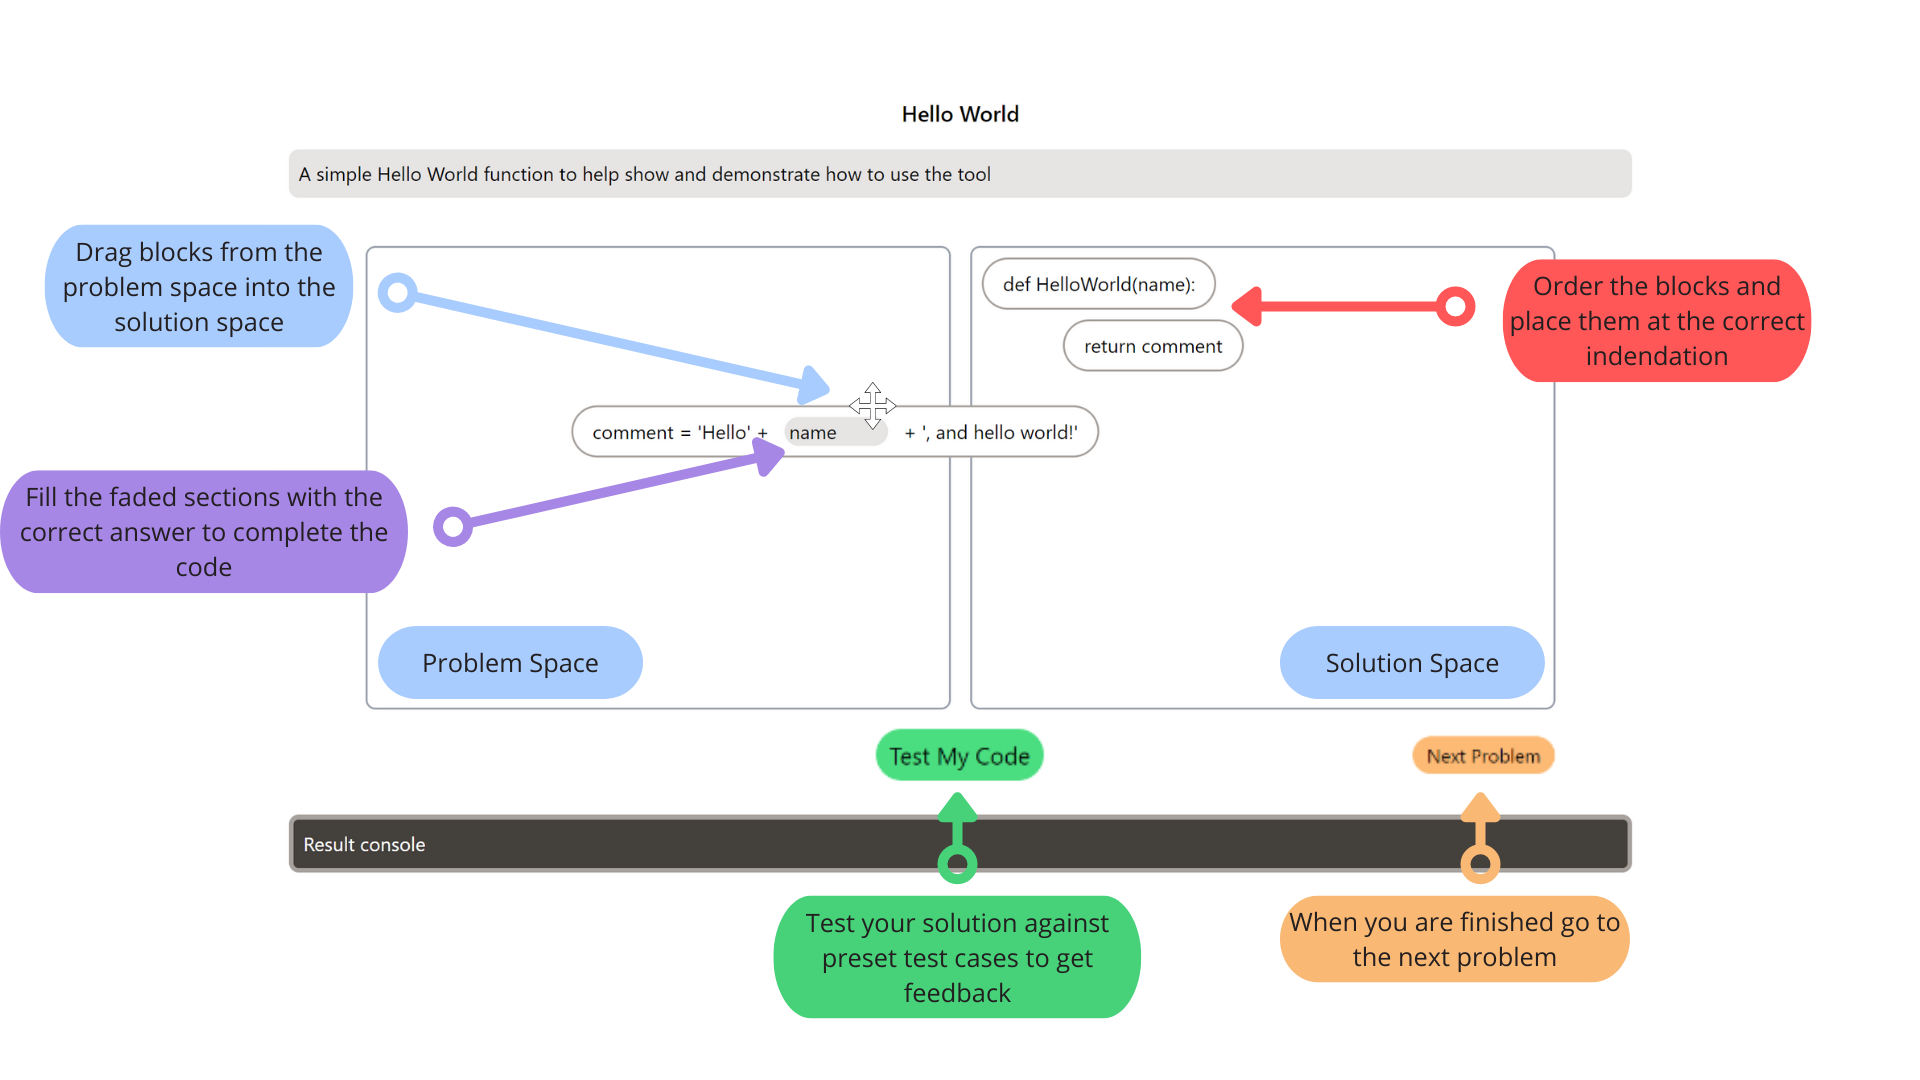 Hello World
A simple Hello World function to help show and demonstrate how to use the tool
Drag blocks from the
problem space into the
solution space
def HelloWorld(name):
return comment
Order the blocks and
place them at the correct
indendation
comment = 'Hello' + name + ', and hello world!'
Fill the faded sections with the
correct answer to complete the
code
Problem Space
Solution Space
Test My Code
Next Problem
Result console
Test your solution against
preset test cases to get
feedback
When you are finished go to
the next problem